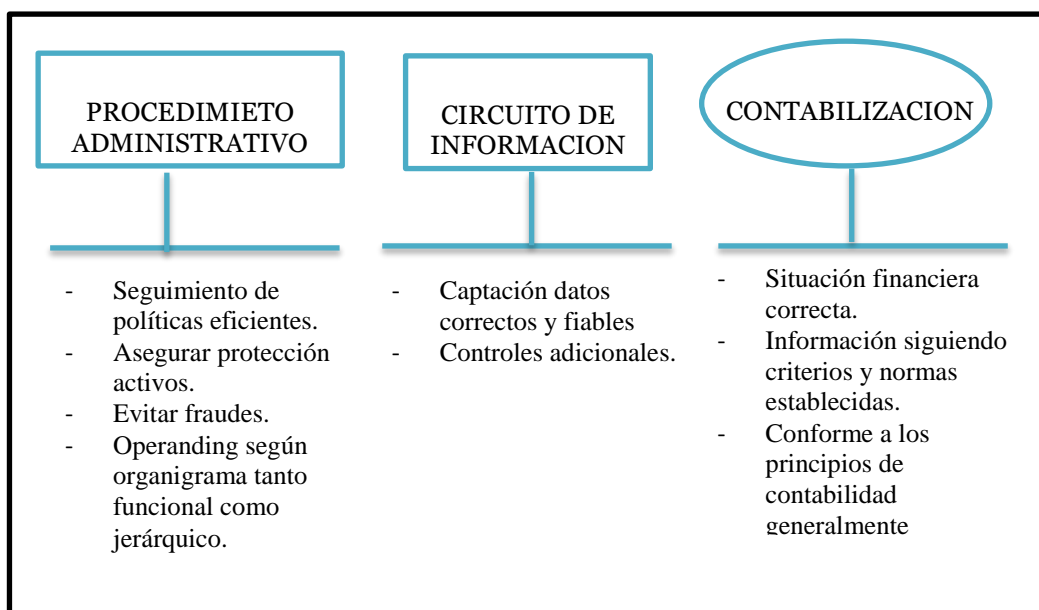 PROCEDIMIETO
ADMINISTRATIVO
- Seguimiento de
políticas eficientes.
- Asegurar protección
activos.
- Evitar fraudes.
- Operanding según
organigrama tanto
funcional como
jerárquico.
CIRCUITO DE
INFORMACION
- Captación datos
correctos y fiables
- Controles adicionales.
CONTABILIZACION
- Situación financiera
correcta.
- Información siguiendo
criterios y normas
establecidas.
- Conforme a los
principios de
contabilidad
generalmente